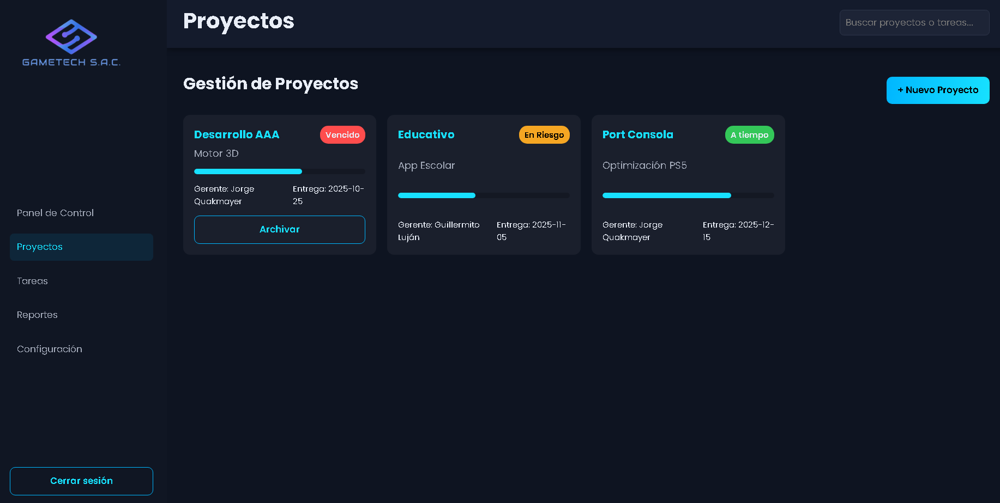 GAMETECH S.A.C.
Panel de Control
Proyectos
Tareas
Reportes
Configuración
Cerrar sesión
Proyectos
Buscar proyectos o tareas...
Gestión de Proyectos
+ Nuevo Proyecto
Desarrollo AAA
Vencido
Motor 3D
Gerente: Jorge
Quakmayer
Entrega: 2025-10-
25
Archivar
Educativo
En Riesgo
App Escolar
Gerente: Guillermito
Luján
Entrega: 2025-11-
05
Port Consola
A tiempo
Optimización PS5
Gerente: Jorge
Quakmayer
Entrega: 2025-12-
15